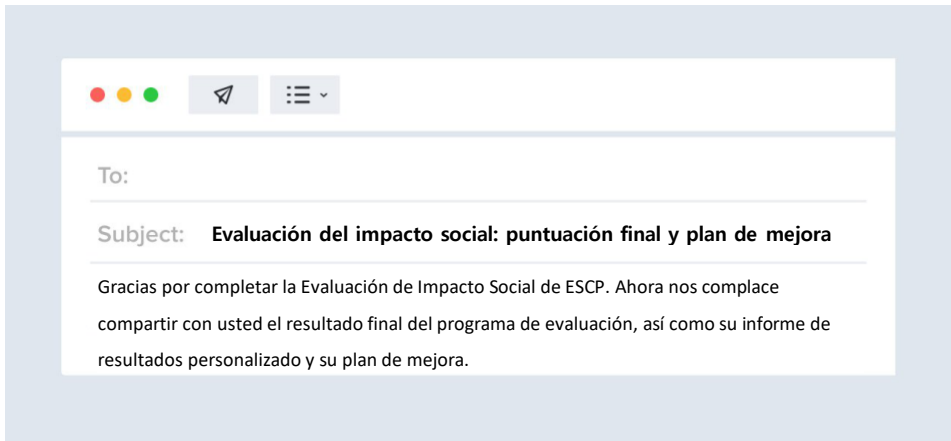 To:
Subject: Evaluación del impacto social: puntuación final y plan de mejora
Gracias por completar la Evaluación de Impacto Social de ESCP. Ahora nos complace
compartir con usted el resultado final del programa de evaluación, así como su informe de
resultados personalizado y su plan de mejora.